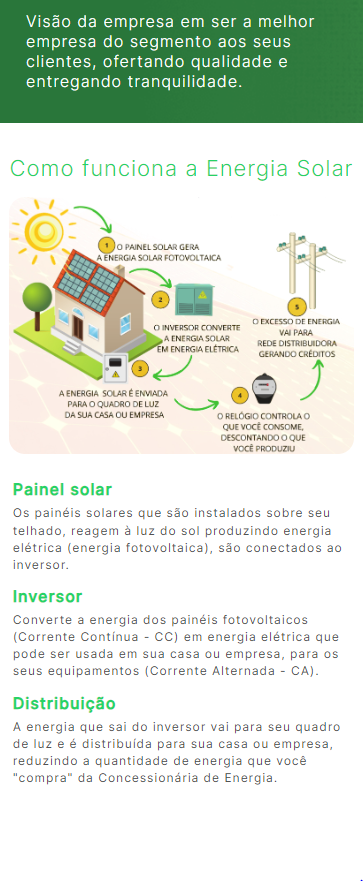 Visão da empresa em ser a melhor
empresa do segmento aos seus
clientes, ofertando qualidade e
entregando tranquilidade.
Como funciona a Energia Solar
1
O PAINEL SOLAR GERA
A ENERGIA SOLAR FOTOVOLTAICA
2
O INVERSOR CONVERTE
A ENERGIA SOLAR
EM ENERGIA ELÉTRICA
3
A ENERGIA SOLAR É ENVIADA
PARA O QUADRO DE LUZ
DA SUA CASA OU EMPRESA
4
O RELÓGIO CONTROLA O
QUE VOCÊ CONSOME,
DESCONTANDO O QUE
VOCÊ PRODUZIU
5
O EXCESSO DE ENERGIA
VAI PARA
REDE DISTRIBUIDORA
GERANDO CRÉDITOS
Painel solar
Os painéis solares que são instalados sobre seu
telhado, reagem à luz do sol produzindo energia
elétrica (energia fotovoltaica), são conectados ao
inversor.
Inversor
Converte a energia dos painéis fotovoltaicos
(Corrente Contínua - CC) em energia elétrica que
pode ser usada em sua casa ou empresa, para os
seus equipamentos (Corrente Alternada - CA).
Distribuição
A energia que sai do inversor vai para seu quadro
de luz e é distribuída para sua casa ou empresa,
reduzindo a quantidade de energia que você
"compra" da Concessionária de Energia.